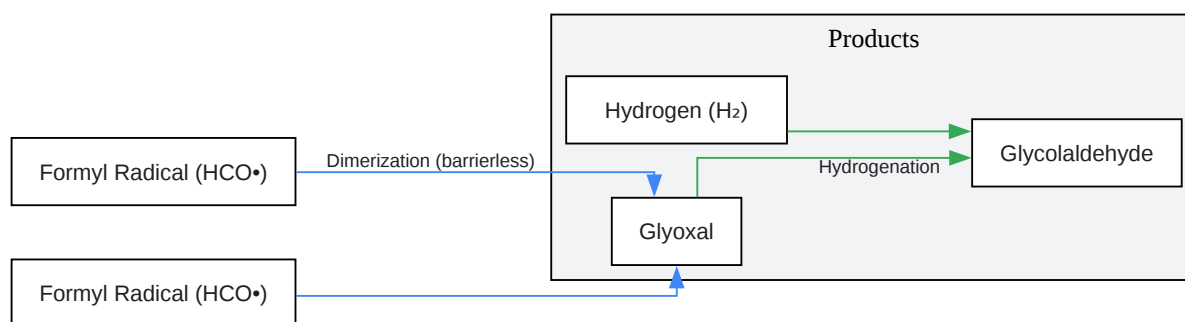 Products
Hydrogen (H₂)
Glycolaldehyde
Formyl Radical (HCO•)
Dimerization (barrierless)
Hydrogenation
Glyoxal
Formyl Radical (HCO•)